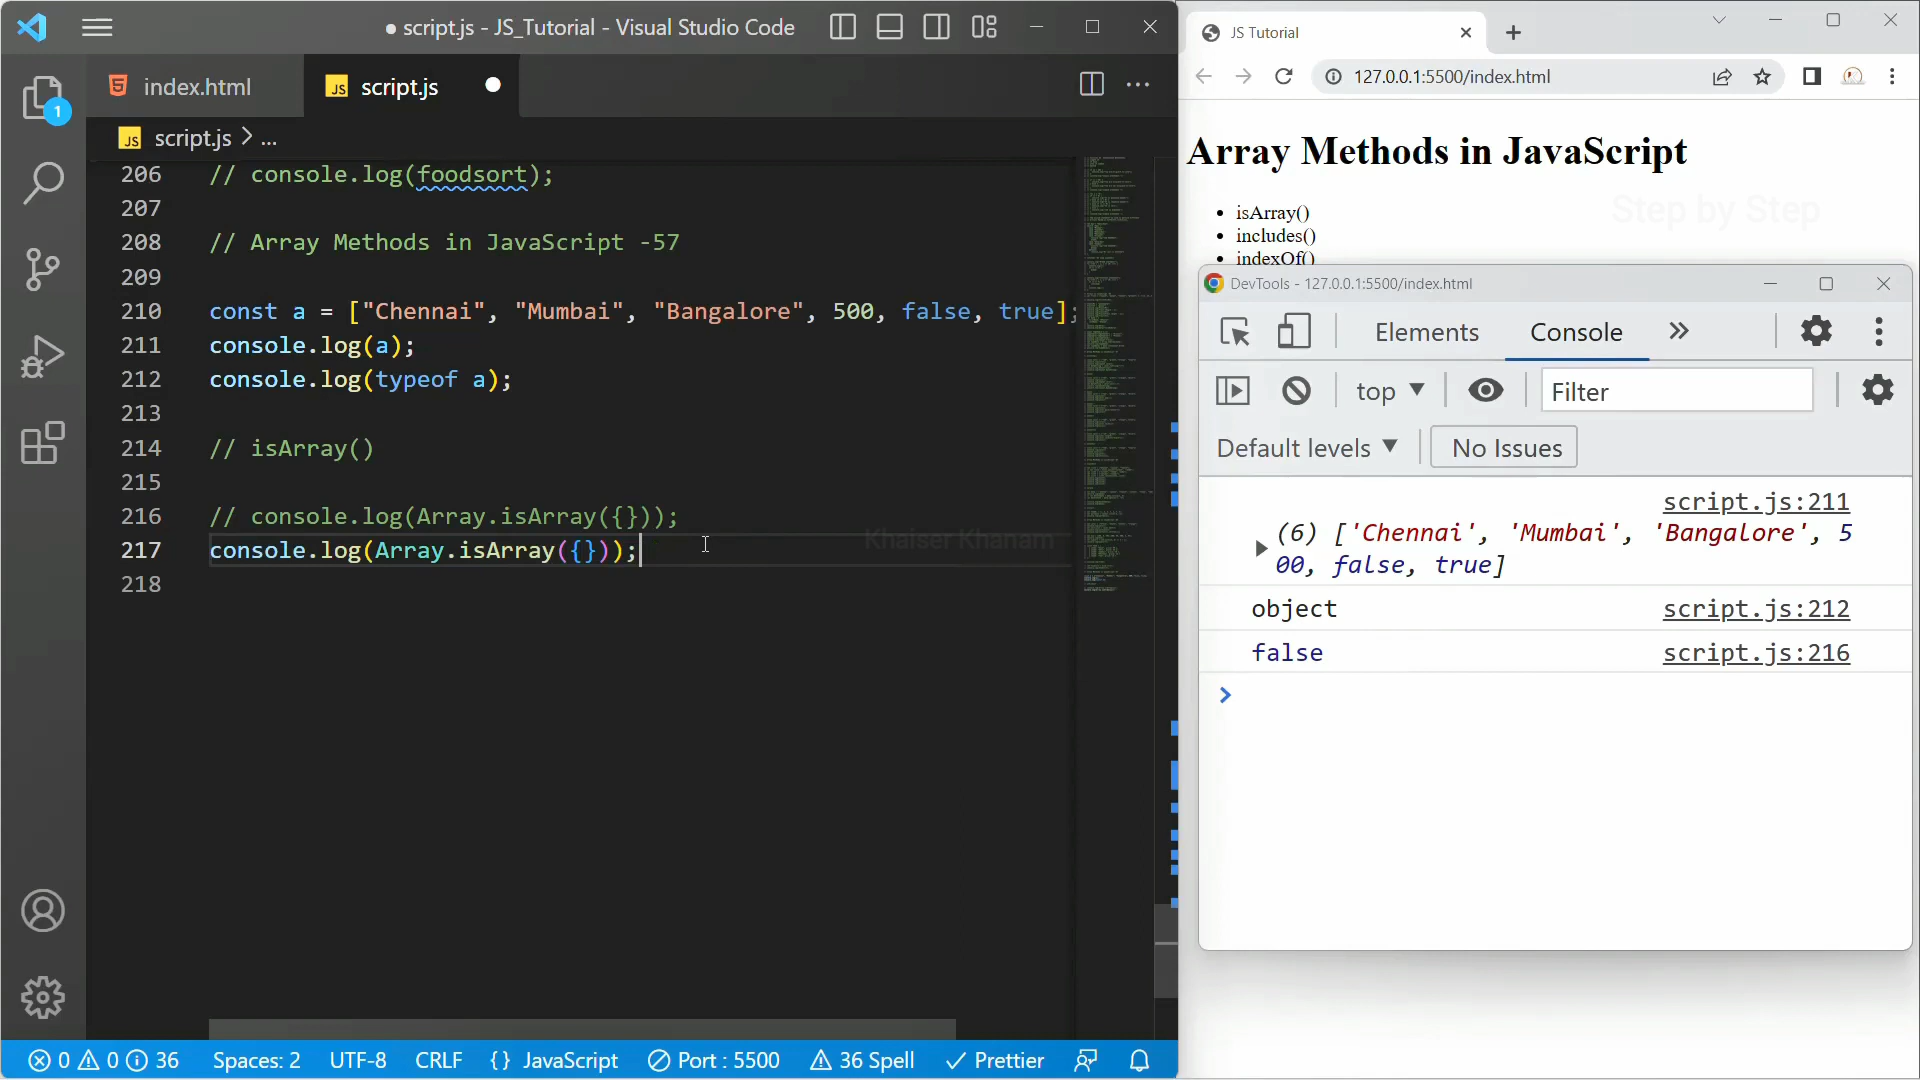 script.js - JS_Tutorial - Visual Studio Code
index.html
script.js
script.js > ...
1
206 // console.log(foodsort);
207
208 // Array Methods in JavaScript -57
209
210 const a = ["Chennai", "Mumbai", "Bangalore", 500, false, true];
211 console.log(a);
212 console.log(typeof a);
213
214 // isArray()
215
216 // console.log(Array.isArray({}));
217 console.log(Array.isArray({}));
218
Khaiser Khanam
0 0 36 Spaces: 2 UTF-8 CRLF {} JavaScript Port : 5500 36 Spell Prettier
JS Tutorial
127.0.0.1:5500/index.html
Array Methods in JavaScript
Step by Step
• isArray()
• includes()
• indexOf()
DevTools - 127.0.0.1:5500/index.html
Elements Console
top Filter
Default levels No Issues
script.js:211
(6) ['Chennai', 'Mumbai', 'Bangalore', 5
00, false, true]
object script.js:212
false script.js:216